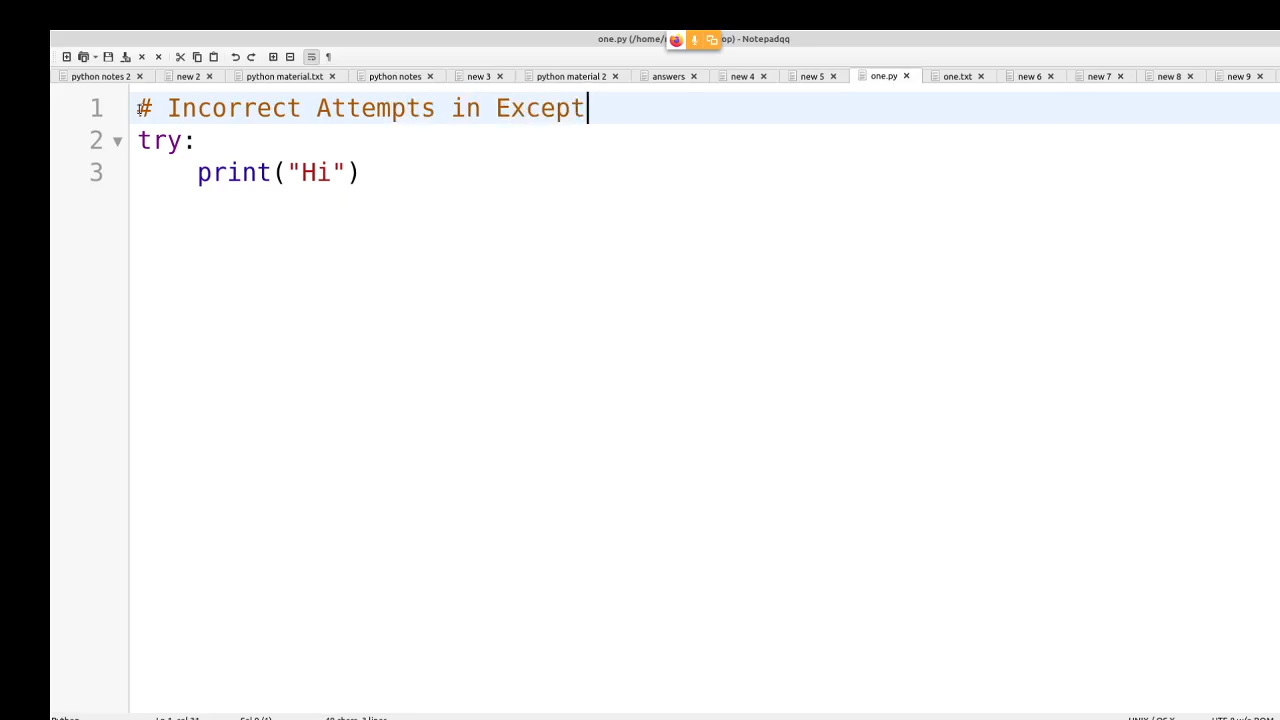 one.py (/home/ op) - Notepadqq
python notes 2 new 2 python material.txt python notes new 3 python material 2 answers new 4 new 5 one.py one.txt new 6 new 7 new 8 new 9
1 # Incorrect Attempts in Except
2 try:
3 print("Hi")